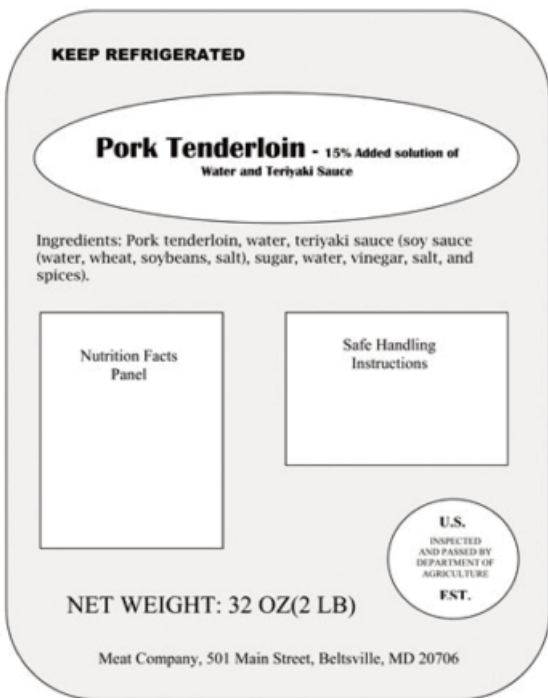 KEEP REFRIGERATED
Pork Tenderloin - 15% Added solution of
Water and Teriyaki Sauce
Ingredients: Pork tenderloin, water, teriyaki sauce (soy sauce
(water, wheat, soybeans, salt), sugar, water, vinegar, salt, and
spices).
Nutrition Facts
Panel
Safe Handling
Instructions
U.S.
INSPECTED
AND PASSED BY
DEPARTMENT OF
AGRICULTURE
EST.
NET WEIGHT: 32 OZ(2 LB)
Meat Company, 501 Main Street, Beltsville, MD 20706